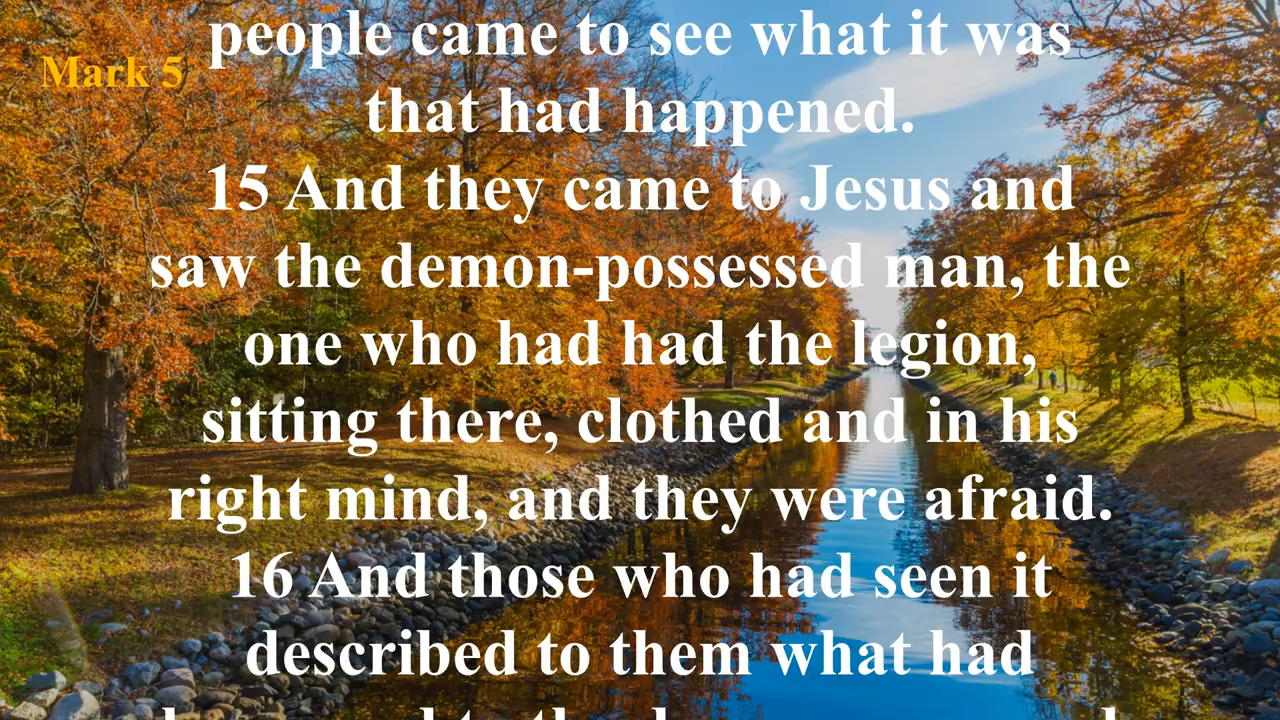 people came to see what it was
Mark 5
that had happened.
15 And they came to Jesus and
saw the demon-possessed man, the
one who had had the legion,
sitting there, clothed and in his
right mind, and they were afraid.
16 And those who had seen it
described to them what had